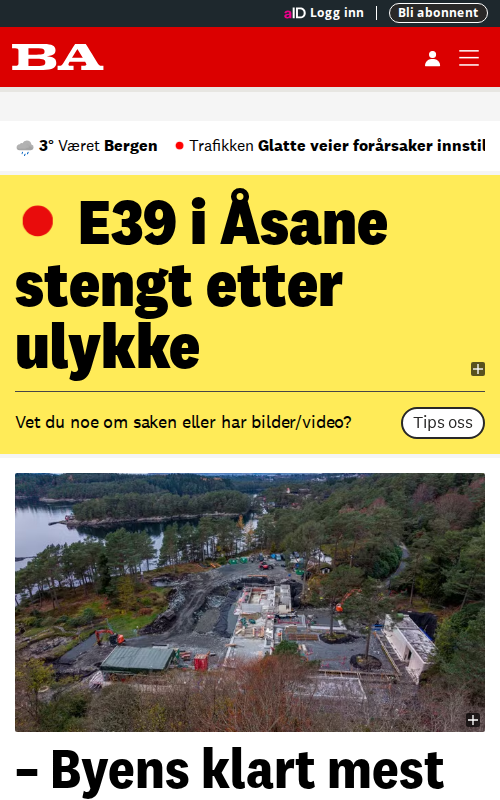 aID Logg inn Bli abonnent
BA
3° Været Bergen Trafikken Glatte veier forårsaker innstil
E39 i Åsane
stengt etter
ulykke
Vet du noe om saken eller har bilder/video? Tips oss
– Byens klart mest